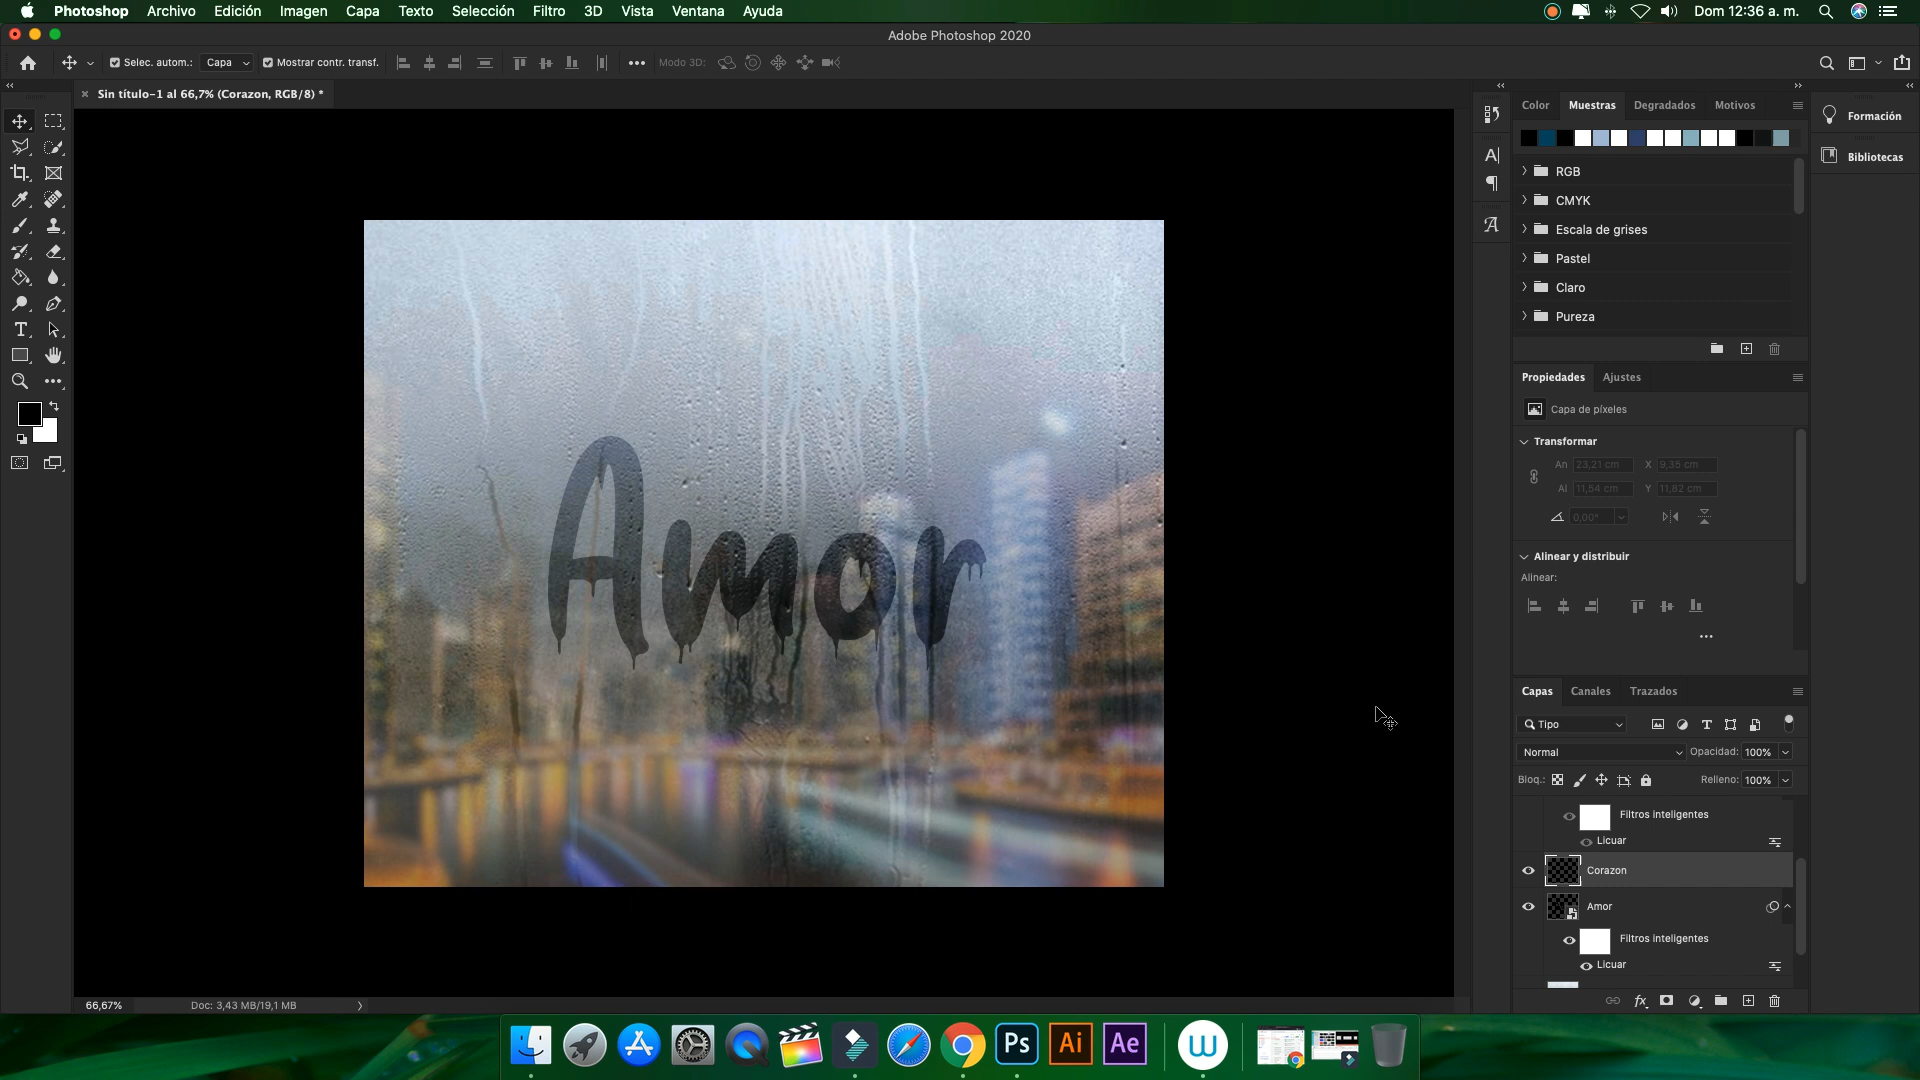 Photoshop Archivo Edición Imagen Capa Texto Selección Filtro 3D Vista Ventana Ayuda Dom 12:36 a. m.
Adobe Photoshop 2020
Selec. autom.: Capa Mostrar contr. transf. Modo 3D:
Sin título-1 al 66,7% (Corazon, RGB/8) *
Color Muestras Degradados Motivos
Formación
Bibliotecas
RGB
CMYK
Escala de grises
Pastel
Claro
Pureza
Propiedades Ajustes
Capa de píxeles
Transformar
An 23,21 cm X 9,35 cm
Al 11,54 cm Y 11,82 cm
0,00°
Alinear y distribuir
Alinear:
Amor
Capas Canales Trazados
Tipo
Normal Opacidad: 100%
Bloq.: Relleno: 100%
Filtros inteligentes
Licuar
Corazon
Amor
Filtros inteligentes
Licuar
66,67% Doc: 3,43 MB/19,1 MB
Ps Ai Ae